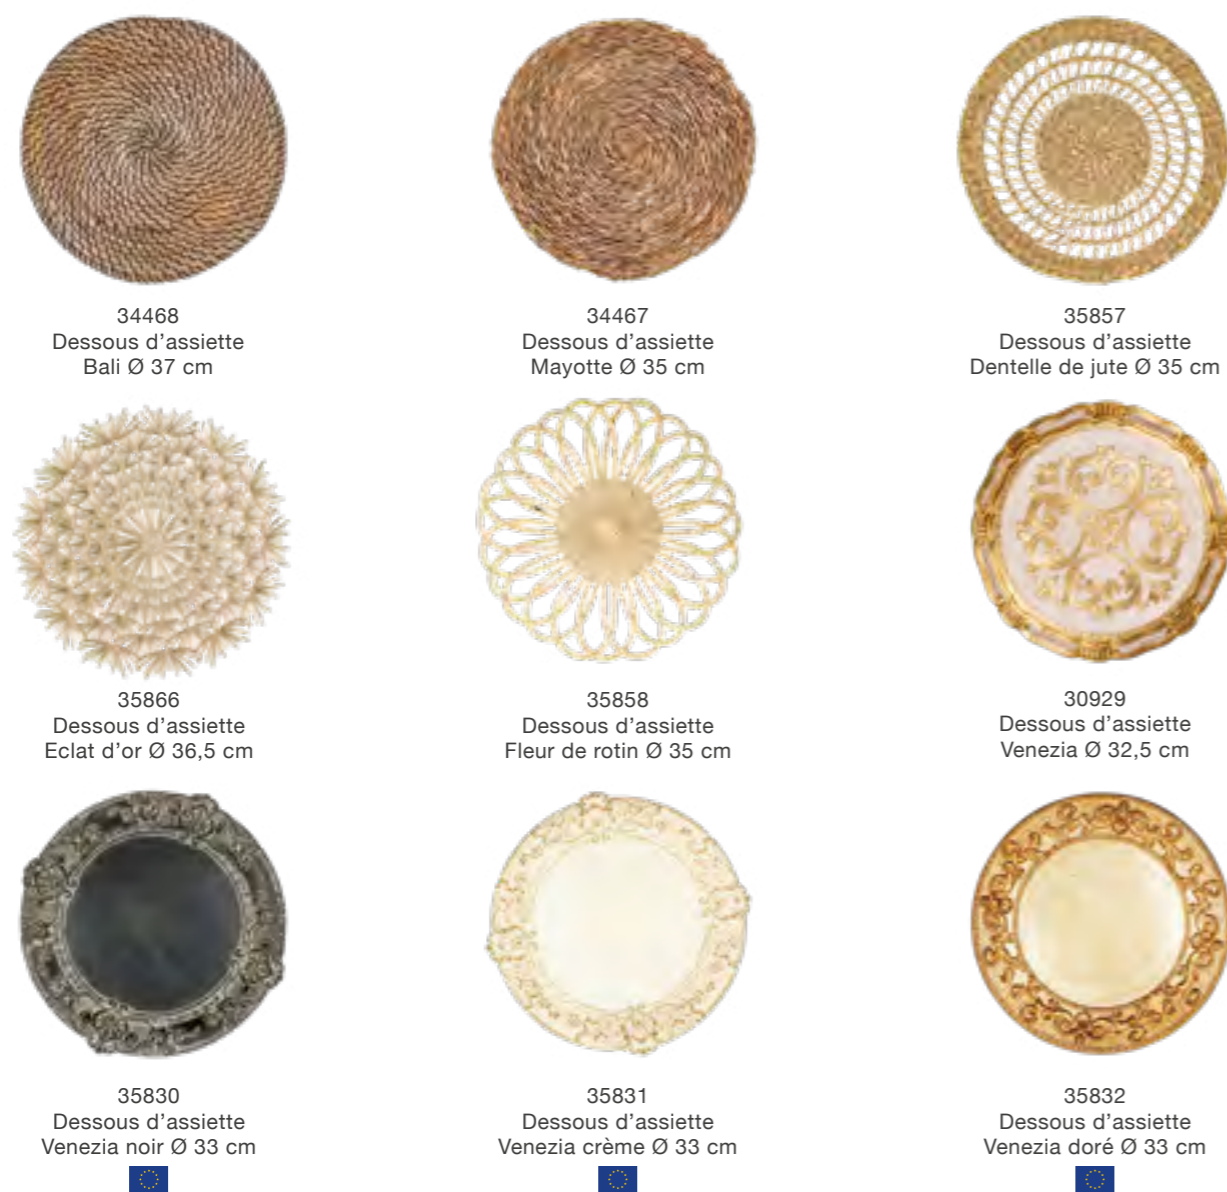 34468
Dessous d’assiette
Bali Ø 37 cm
34467
Dessous d’assiette
Mayotte Ø 35 cm
35857
Dessous d’assiette
Dentelle de jute Ø 35 cm
35866
Dessous d’assiette
Eclat d’or Ø 36,5 cm
35858
Dessous d’assiette
Fleur de rotin Ø 35 cm
30929
Dessous d’assiette
Venezia Ø 32,5 cm
35830
Dessous d’assiette
Venezia noir Ø 33 cm
35831
Dessous d’assiette
Venezia crème Ø 33 cm
35832
Dessous d’assiette
Venezia doré Ø 33 cm